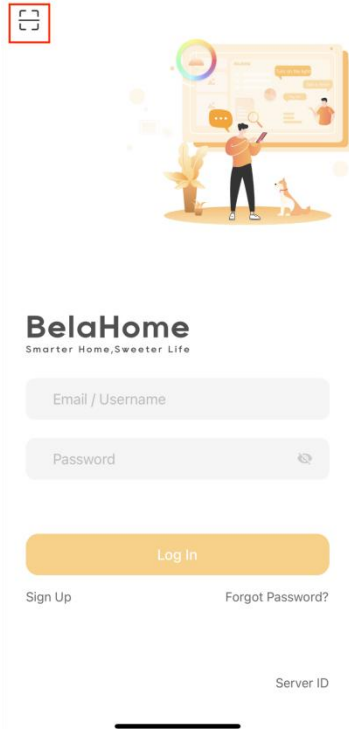 BelaHome
Smarter Home,Sweeter Life
Email / Username
Password
Log In
Sign Up
Forgot Password?
Server ID